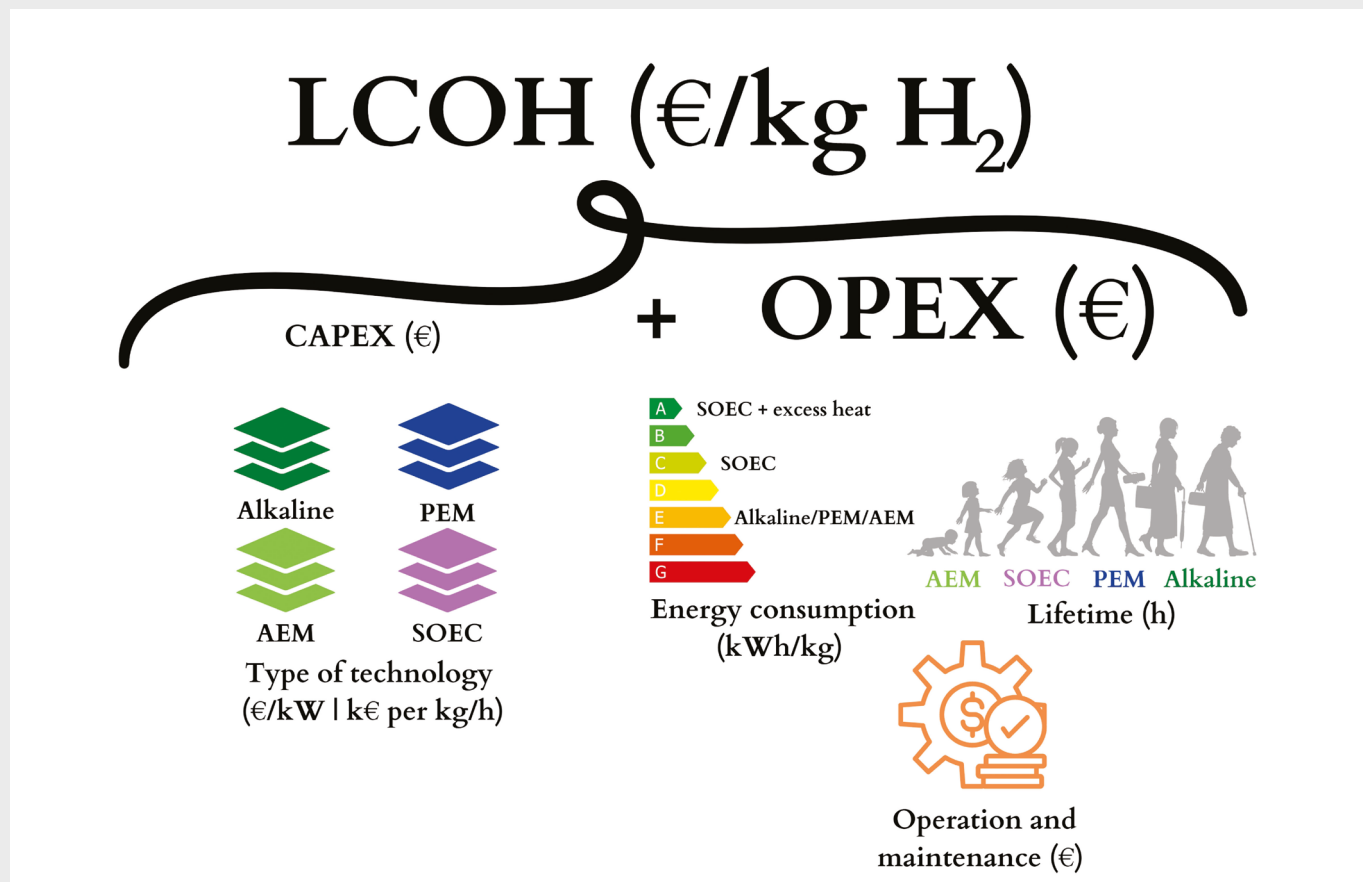 LCOH (€/kg H₂)
CAPEX (€)
+
OPEX (€)
Alkaline
PEM
AEM
SOEC
Type of technology
(€/kW | k€ per kg/h)
A
SOEC + excess heat
B
C
SOEC
D
E
Alkaline/PEM/AEM
F
G
Energy consumption
(kWh/kg)
AEM SOEC PEM Alkaline
Lifetime (h)
$
Operation and
maintenance (€)